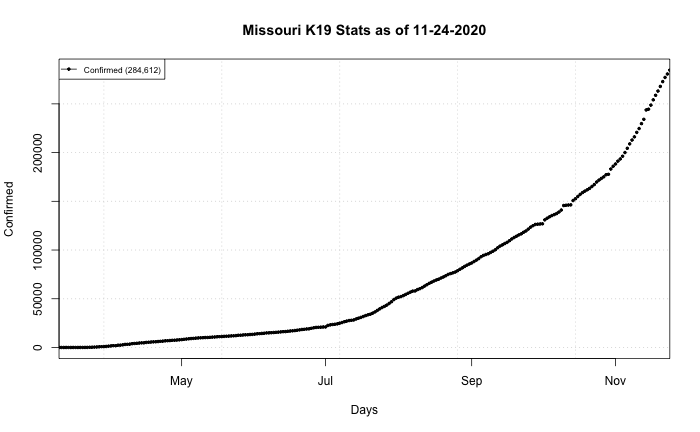 Missouri K19 Stats as of 11-24-2020
Confirmed (284,612)
200000
100000
50000
0
Confirmed
May
Jul
Sep
Nov
Days